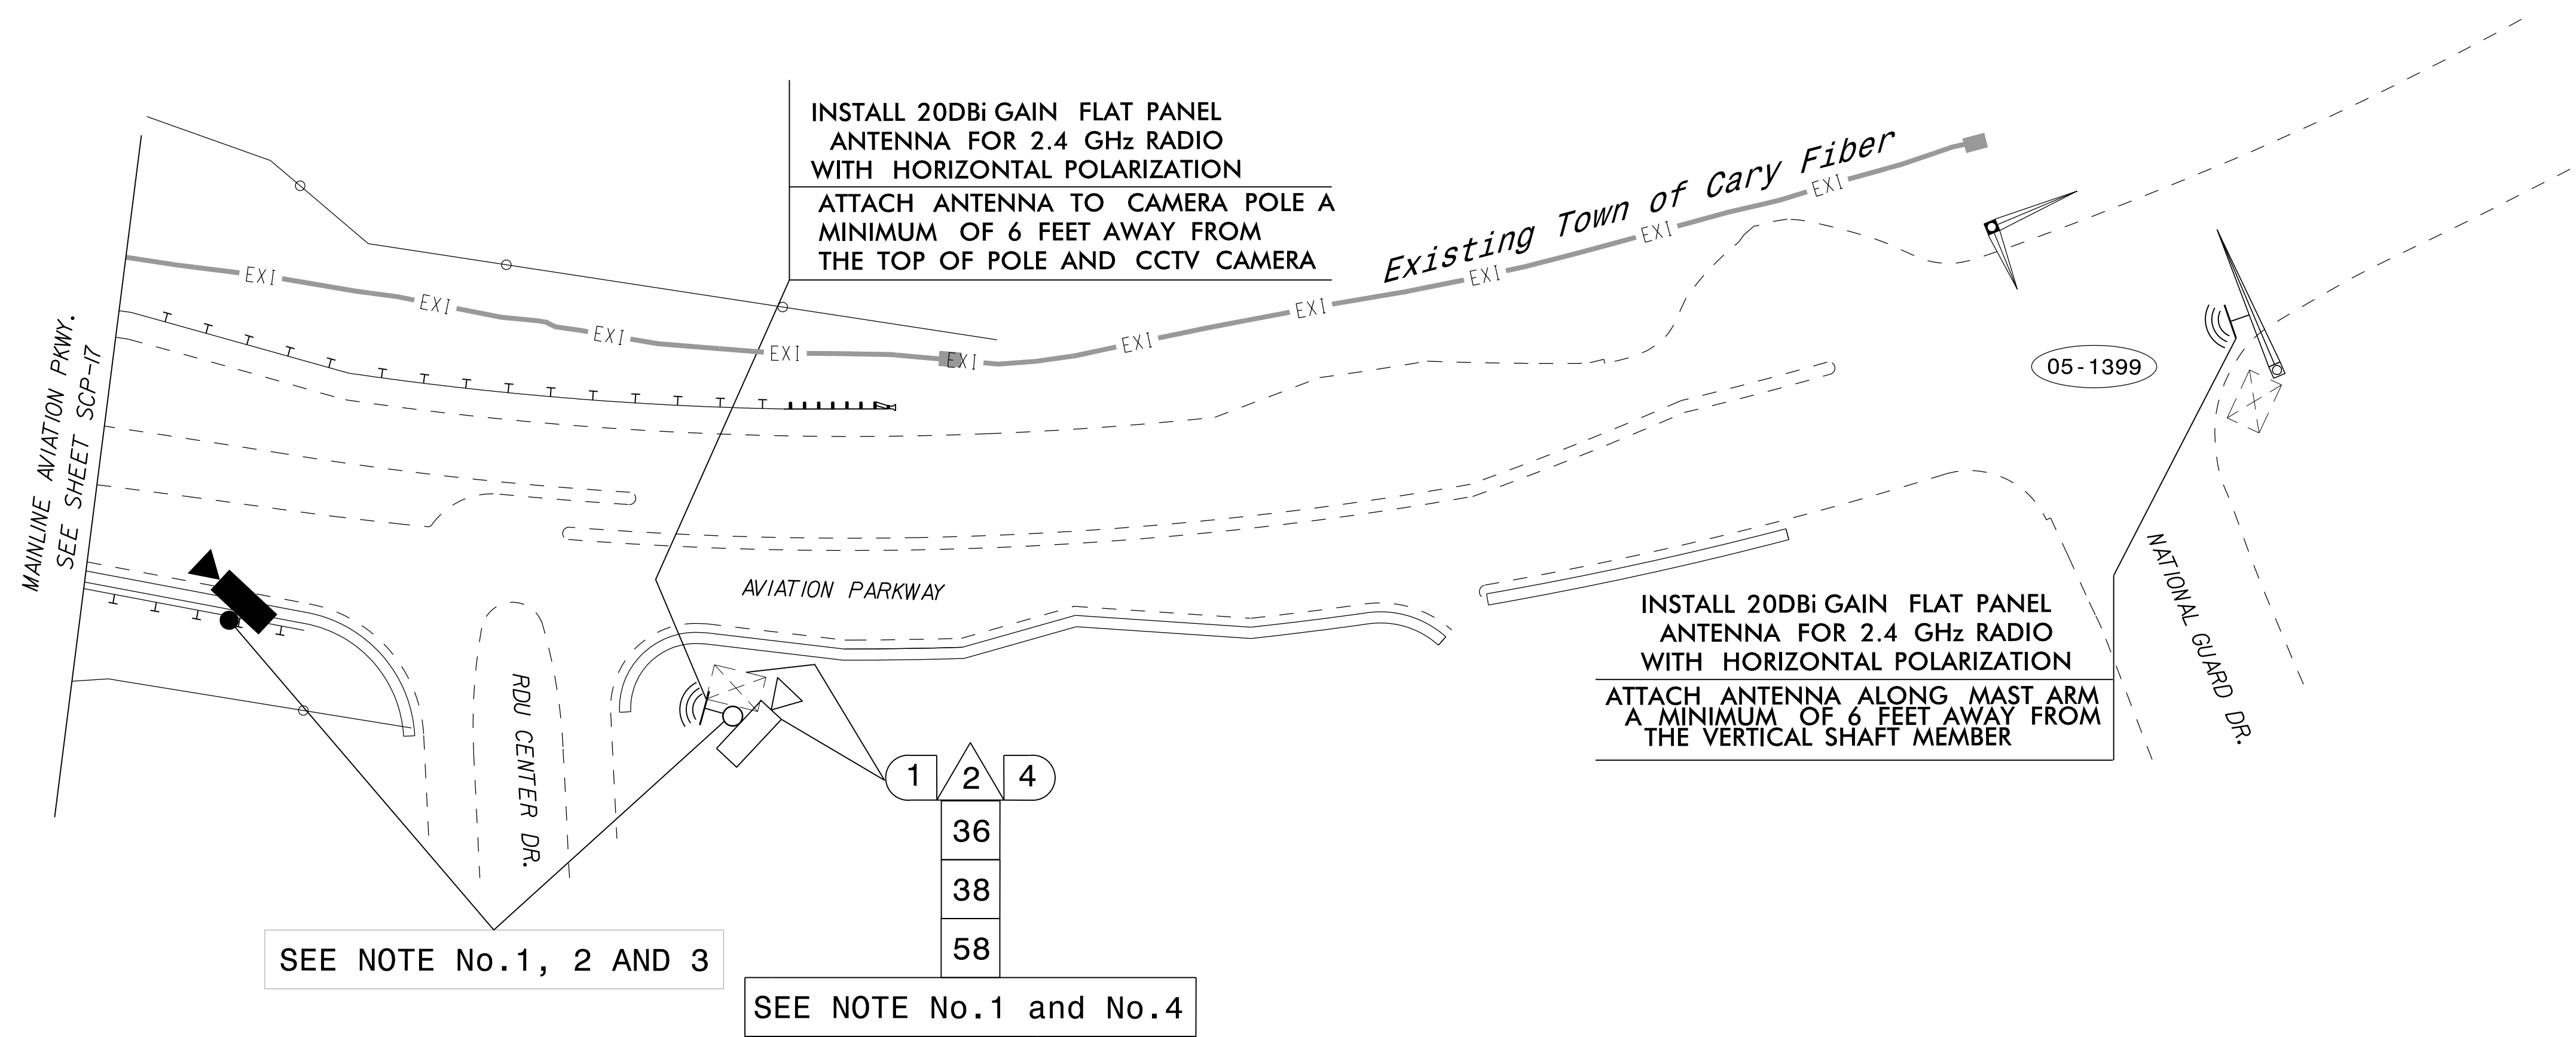 INSTALL 20DBi GAIN FLAT PANEL
ANTENNA FOR 2.4 GHz RADIO
WITH HORIZONTAL POLARIZATION
ATTACH ANTENNA TO CAMERA POLE A
MINIMUM OF 6 FEET AWAY FROM
THE TOP OF POLE AND CCTV CAMERA
Existing Town of Cary Fiber
EXI
EXI
EXI
EXI
EXI
EXI
EXI
EXI
EXI
EXI
MAINLINE AVIATION PKWY.
SEE SHEET SCP-17
05-1399
AVIATION PARKWAY
NATIONAL GUARD DR.
INSTALL 20DBi GAIN FLAT PANEL
ANTENNA FOR 2.4 GHz RADIO
WITH HORIZONTAL POLARIZATION
ATTACH ANTENNA ALONG MAST ARM
A MINIMUM OF 6 FEET AWAY FROM
THE VERTICAL SHAFT MEMBER
RDU CENTER DR.
1 2 4
36
38
58
SEE NOTE No.1, 2 AND 3
SEE NOTE No.1 and No.4